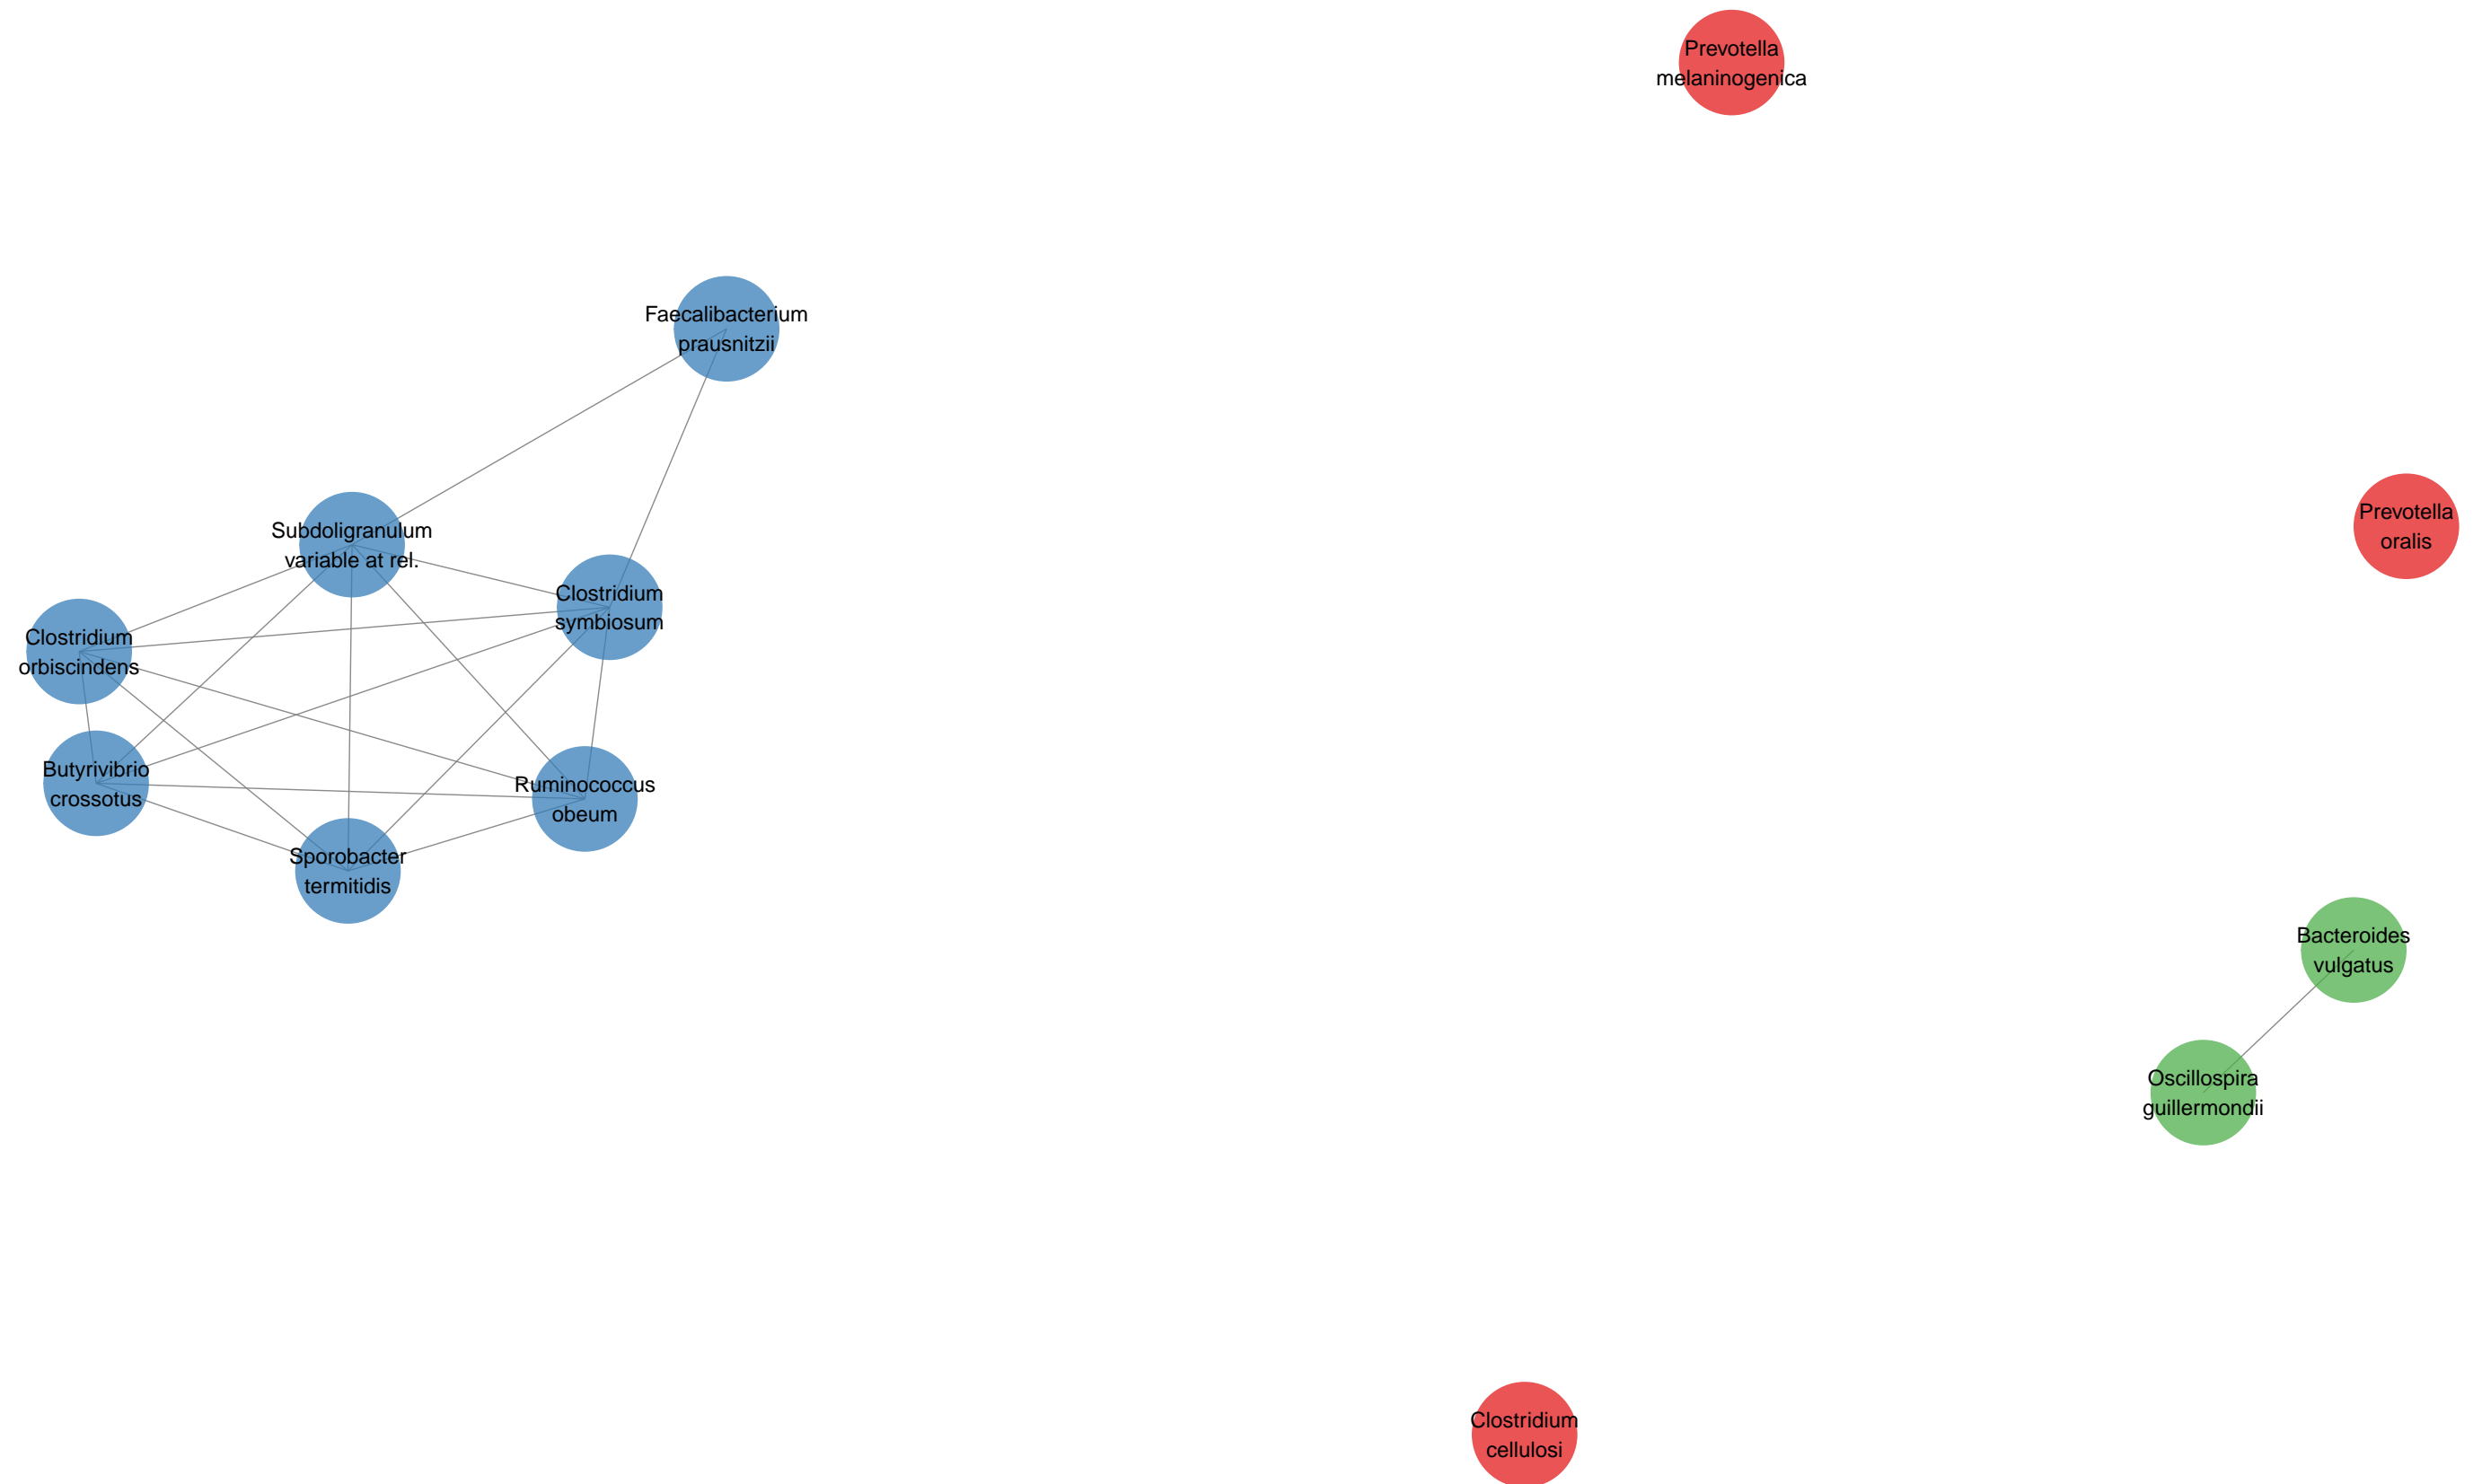 Prevotella
melaninogenica
Faecalibacterium
prausnitzii
Prevotella
oralis
Subdoligranulum
variable at rel.
Clostridium
symbiosum
Clostridium
orbiscindens
Butyrivibrio
crossotus
Ruminococcus
obeum
Sporobacter
termitidis
Bacteroides
vulgatus
Oscillospira
guillermondii
Clostridium
cellulosi